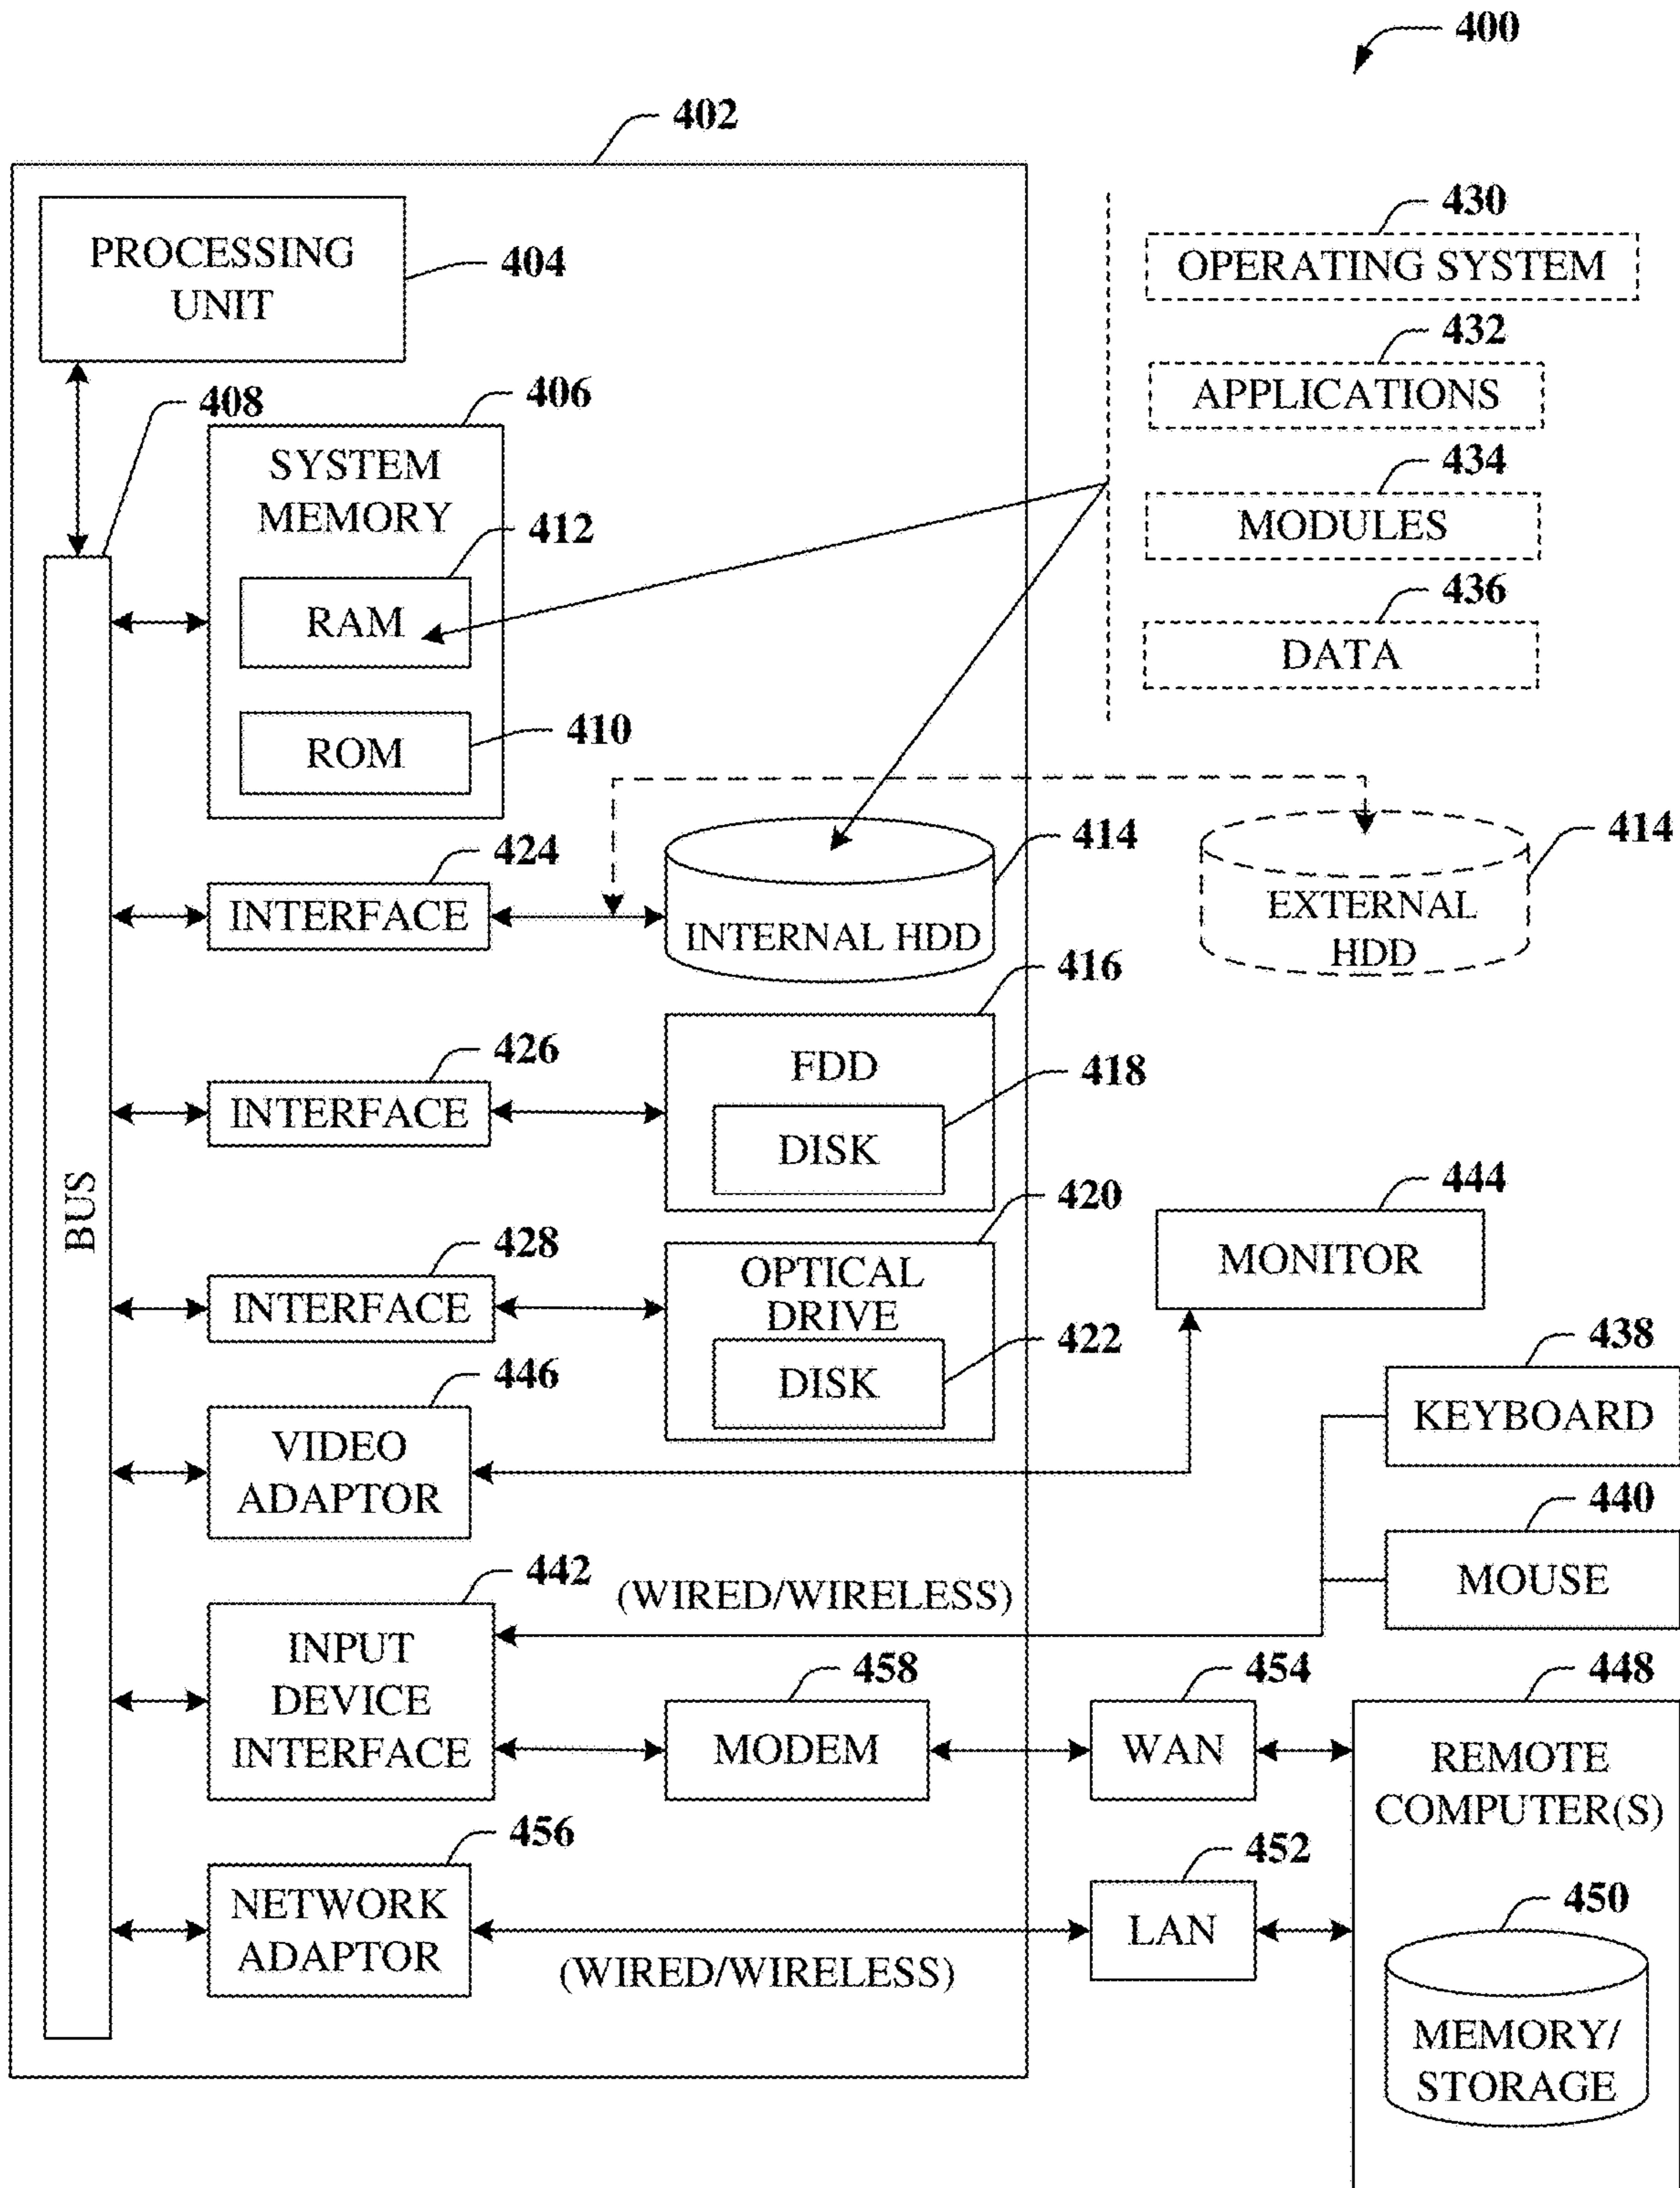 400
402
PROCESSING
UNIT
404
430
OPERATING SYSTEM
432
APPLICATIONS
434
MODULES
436
DATA
408
406
SYSTEM
MEMORY
412
RAM
410
ROM
424
INTERFACE
414
INTERNAL HDD
414
EXTERNAL
HDD
416
FDD
426
INTERFACE
418
DISK
BUS
420
OPTICAL
DRIVE
428
INTERFACE
422
DISK
444
MONITOR
438
KEYBOARD
446
VIDEO
ADAPTOR
440
MOUSE
442
INPUT
DEVICE
INTERFACE
(WIRED/WIRELESS)
458
MODEM
454
WAN
448
REMOTE
COMPUTER(S)
456
NETWORK
ADAPTOR
(WIRED/WIRELESS)
452
LAN
450
MEMORY/
STORAGE